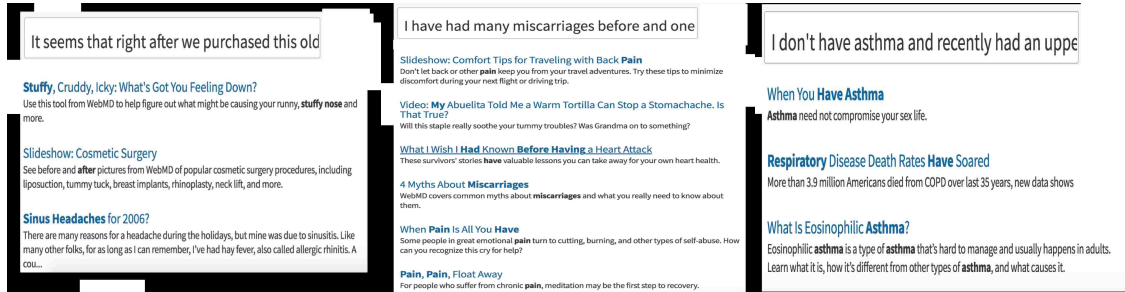 It seems that right after we purchased this old
Stuffy, Cruddy, Icky: What's Got You Feeling Down?
Use this tool from WebMD to help figure out what might be causing your runny, stuffy nose and
more.
Slideshow: Cosmetic Surgery
See before and after pictures from WebMD of popular cosmetic surgery procedures, including
liposuction, tummy tuck, breast implants, rhinoplasty, neck lift, and more.
Sinus Headaches for 2006?
There are many reasons for a headache during the holidays, but mine was due to sinusitis. Like
many other folks, for as long as I can remember, I've had hay fever, also called allergic rhinitis. A
cou...
I have had many miscarriages before and one
Slideshow: Comfort Tips for Traveling with Back Pain
Don't let back or other pain keep you from your travel adventures. Try these tips to minimize
discomfort during your next flight or driving trip.
Video: My Abuelita Told Me a Warm Tortilla Can Stop a Stomachache. Is
That True?
Will this staple really soothe your tummy troubles? Was Grandma on to something?
What I Wish I Had Known Before Having a Heart Attack
These survivors' stories have valuable lessons you can take away for your own heart health.
4 Myths About Miscarriages
WebMD covers common myths about miscarriages and what you really need to know about
them.
When Pain Is All You Have
Some people in great emotional pain turn to cutting, burning, and other types of self-abuse. How
can you recognize this cry for help?
Pain, Pain, Float Away
For people who suffer from chronic pain, meditation may be the first step to recovery.
I don't have asthma and recently had an uppe
When You Have Asthma
Asthma need not compromise your sex life.
Respiratory Disease Death Rates Have Soared
More than 3.9 million Americans died from COPD over last 35 years, new data shows
What Is Eosinophilic Asthma?
Eosinophilic asthma is a type of asthma that's hard to manage and usually happens in adults.
Learn what it is, how it's different from other types of asthma, and what causes it.